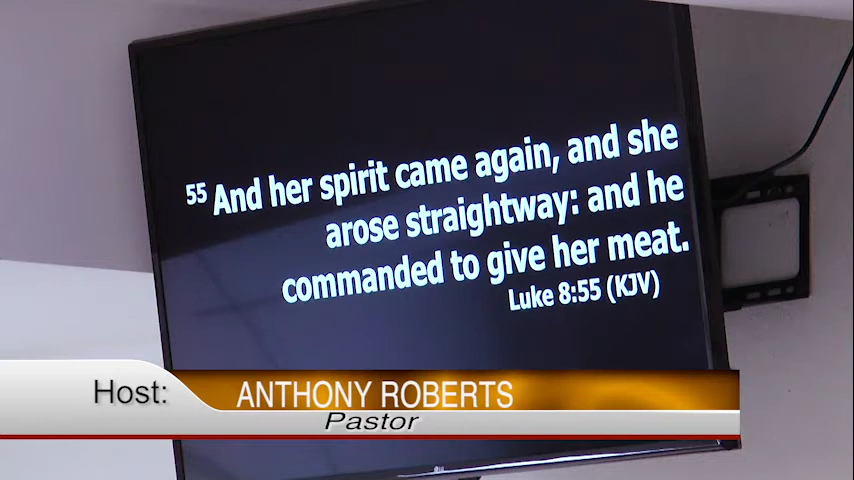 55 And her spirit came again, and she
arose straightway: and he
commanded to give her meat.
Luke 8:55 (KJV)
Host: ANTHONY ROBERTS
Pastor
LG